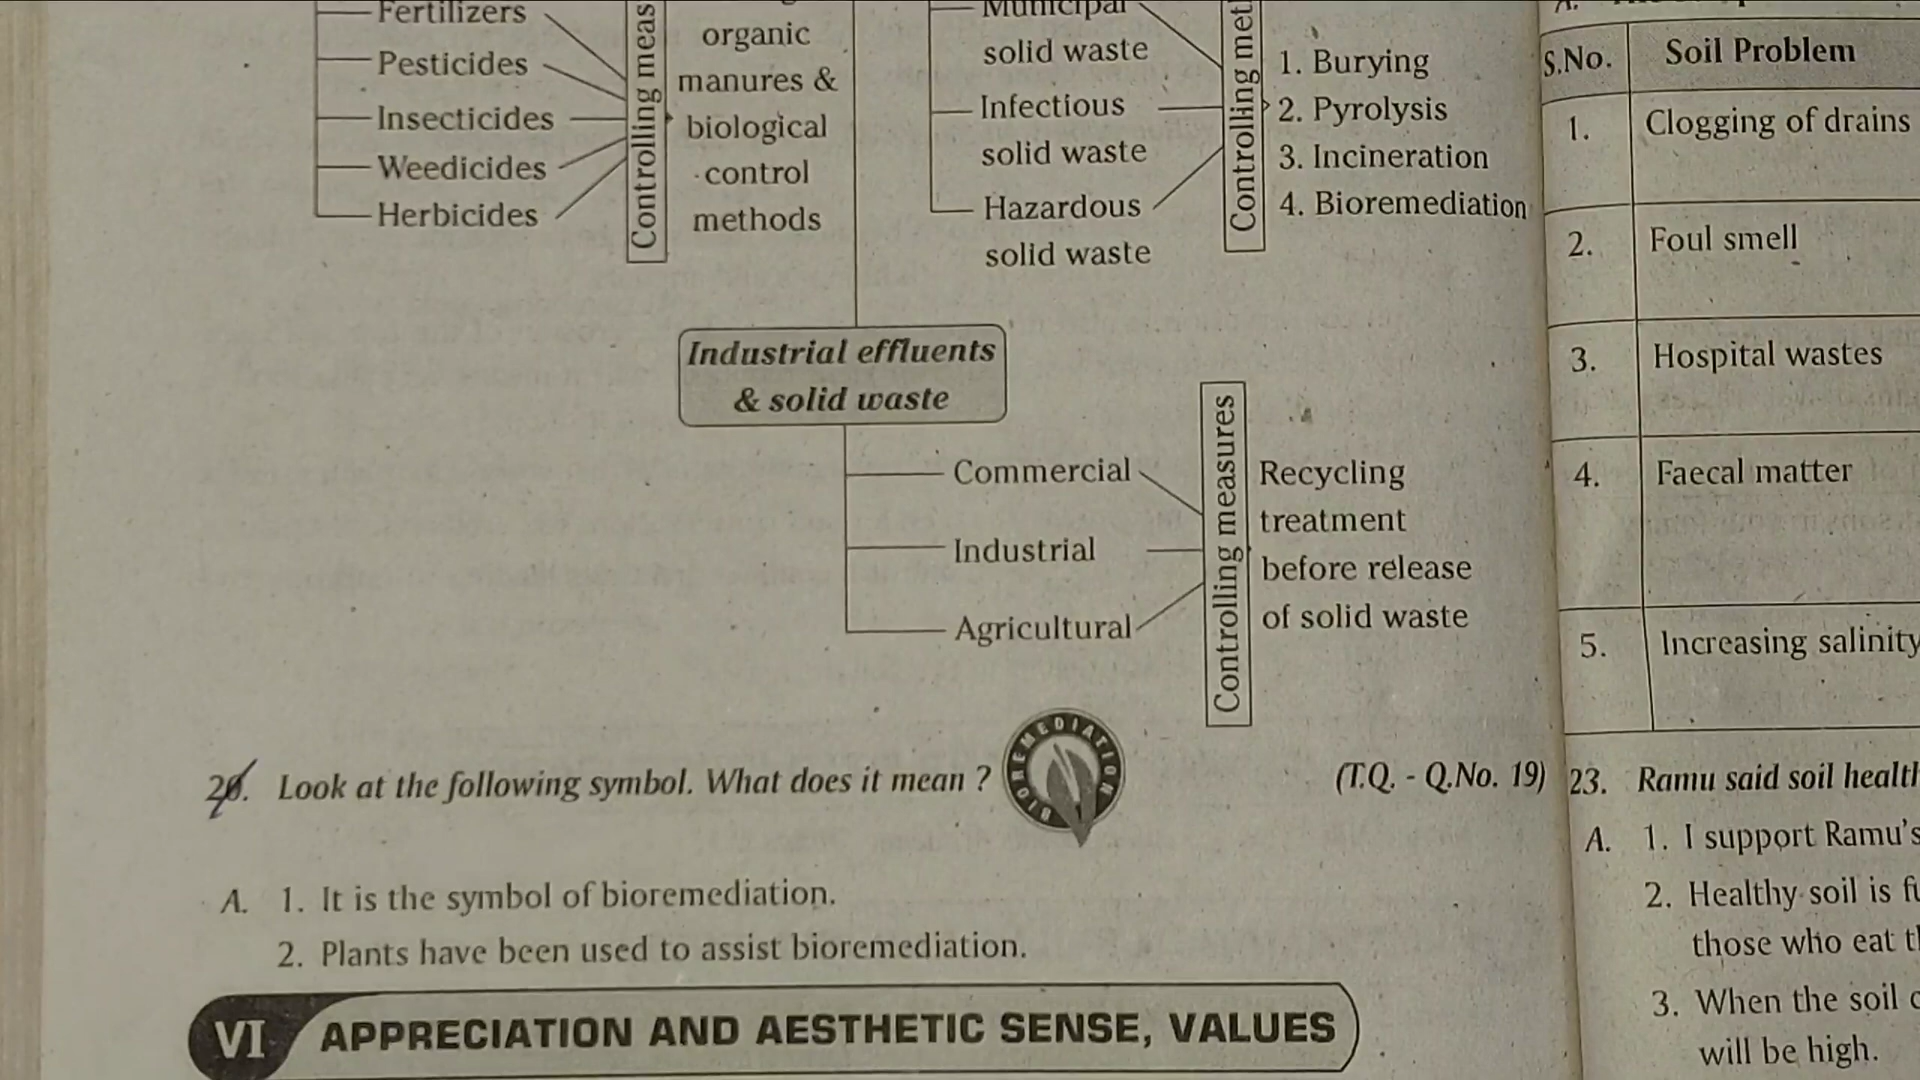 Fertilizers
Pesticides
Insecticides
Weedicides
Herbicides
Controlling meas
organic
manures &
biological
control
methods
Municipal
solid waste
Infectious
solid waste
Hazardous
solid waste
Controlling met
1. Burying
2. Pyrolysis
3. Incineration
4. Bioremediation
Industrial effluents
& solid waste
Commercial
Industrial
Agricultural
Controlling measures
Recycling
treatment
before release
of solid waste
20. Look at the following symbol. What does it mean ?
BIOREMEDIATION
(T.Q. - Q.No. 19)
A. 1. It is the symbol of bioremediation.
2. Plants have been used to assist bioremediation.
VI APPRECIATION AND AESTHETIC SENSE, VALUES
S.No. Soil Problem
1. Clogging of drains
2. Foul smell
3. Hospital wastes
4. Faecal matter
5. Increasing salinity
23. Ramu said soil health
A. 1. I support Ramu's
2. Healthy soil is
those who eat
3. When the soil
will be high.